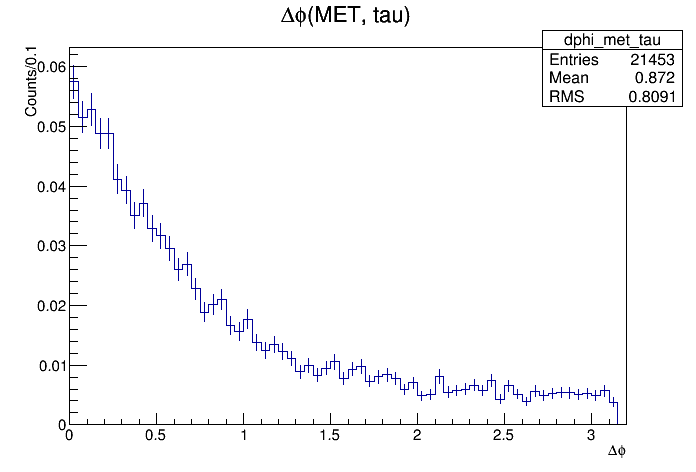 Δϕ(MET, tau)
dphi_met_tau
Entries 21453
Mean 0.872
RMS 0.8091
Counts/0.1
0.06
0.05
0.04
0.03
0.02
0.01
0
0 0.5 1 1.5 2 2.5 3
Δϕ